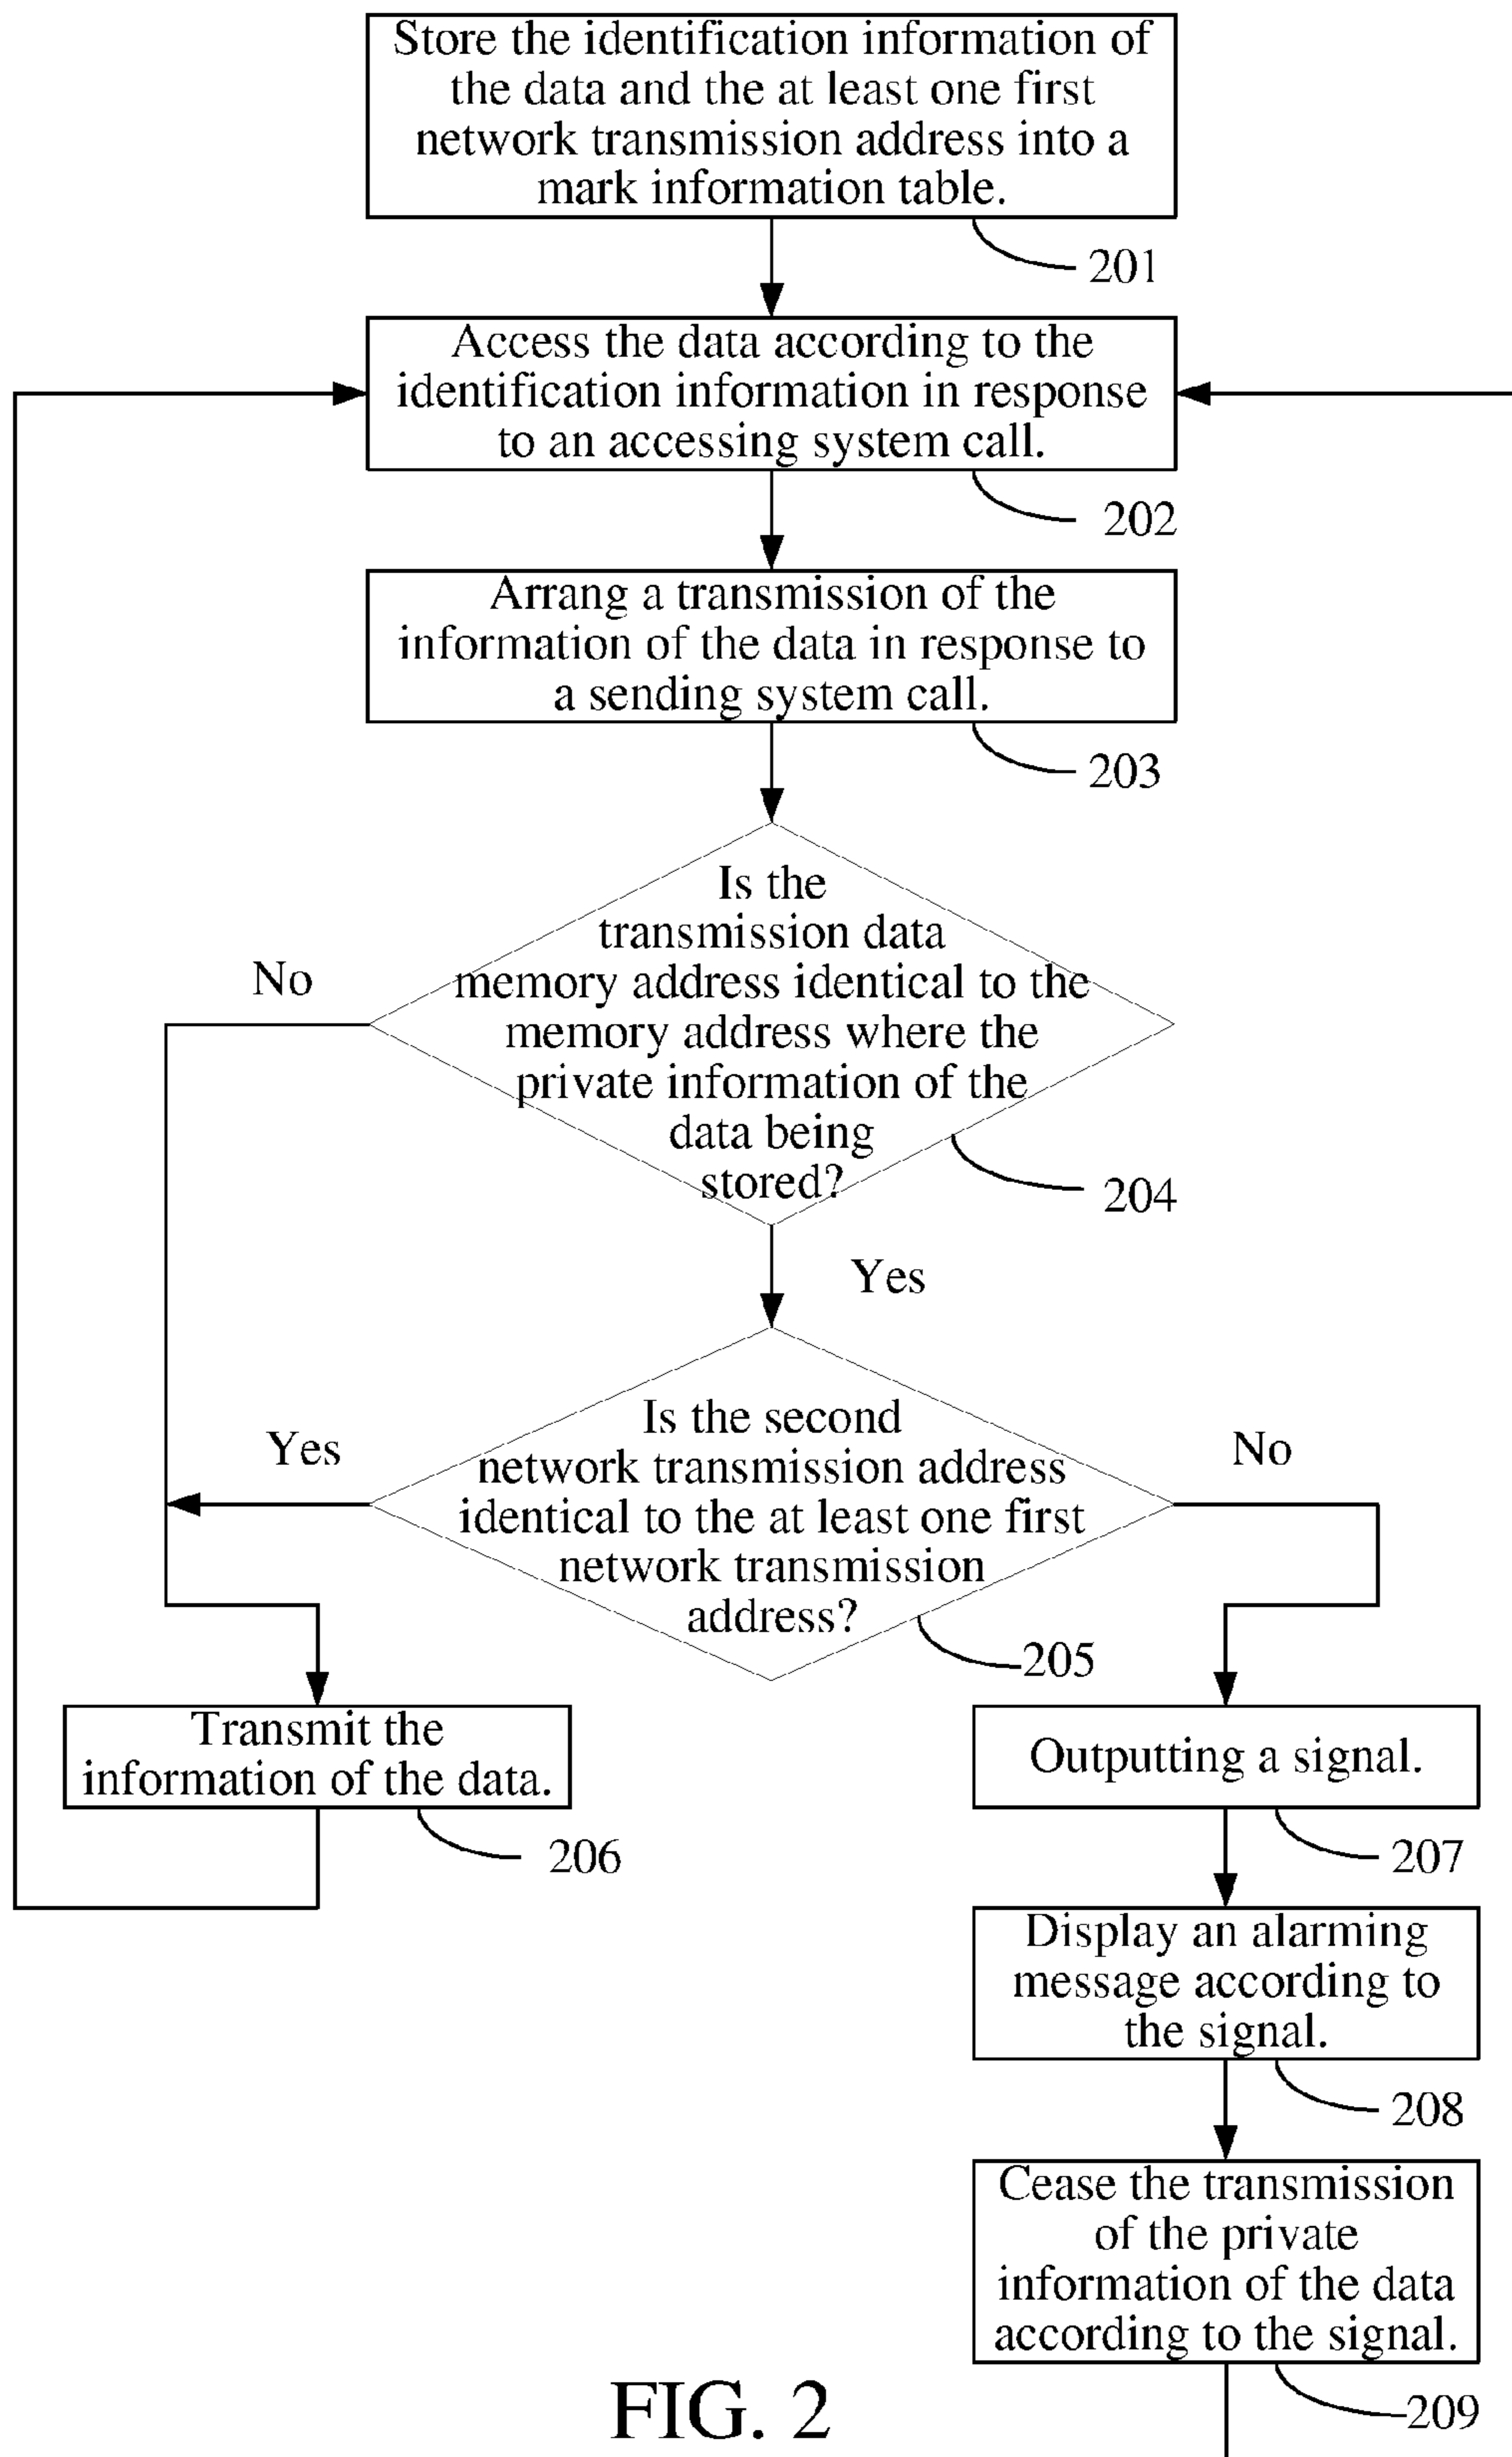 Store the identification information of
the data and the at least one first
network transmission address into a
mark information table.
201
Access the data according to the
identification information in response
to an accessing system call.
202
Arrang a transmission of the
information of the data in response to
a sending system call.
203
Is the
transmission data
memory address identical to the
memory address where the
private information of the
data being
stored?
204
No
Yes
Is the second
network transmission address
identical to the at least one first
network transmission
address?
205
Yes
No
Transmit the
information of the data.
206
Outputting a signal.
207
Display an alarming
message according to
the signal.
208
Cease the transmission
of the private
information of the data
according to the signal.
209
FIG. 2